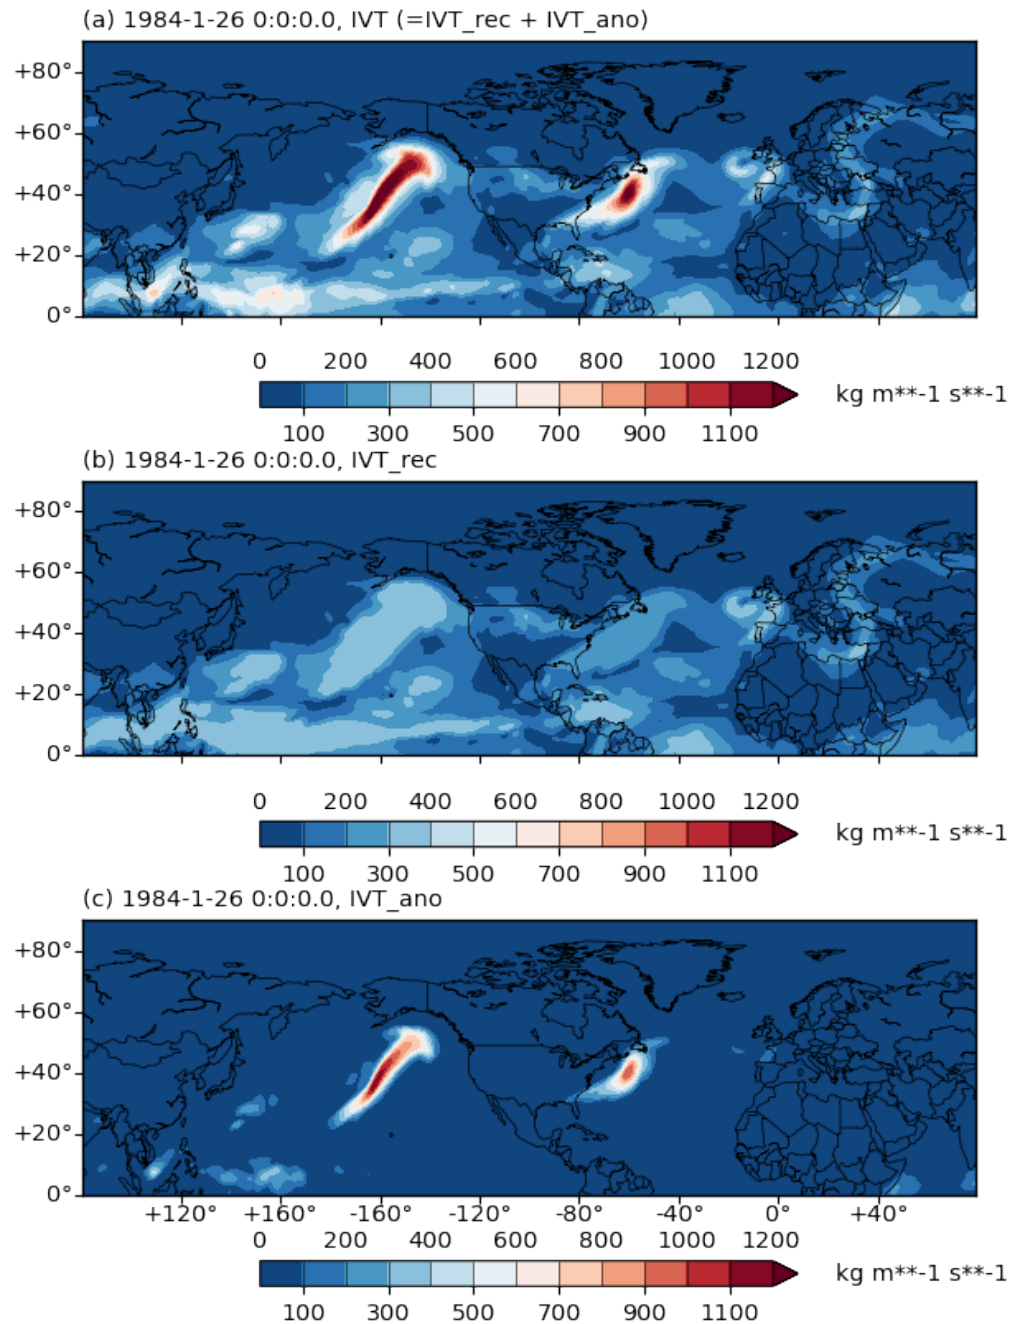 (a) 1984-1-26 0:0:0.0, IVT (=IVT_rec + IVT_ano)
+80°
+60°
+40°
+20°
0°
0 200 400 600 800 1000 1200
kg m**-1 s**-1
100 300 500 700 900 1100
(b) 1984-1-26 0:0:0.0, IVT_rec
+80°
+60°
+40°
+20°
0°
0 200 400 600 800 1000 1200
kg m**-1 s**-1
100 300 500 700 900 1100
(c) 1984-1-26 0:0:0.0, IVT_ano
+80°
+60°
+40°
+20°
0°
+120° +160° -160° -120° -80° -40° 0° +40°
0 200 400 600 800 1000 1200
kg m**-1 s**-1
100 300 500 700 900 1100